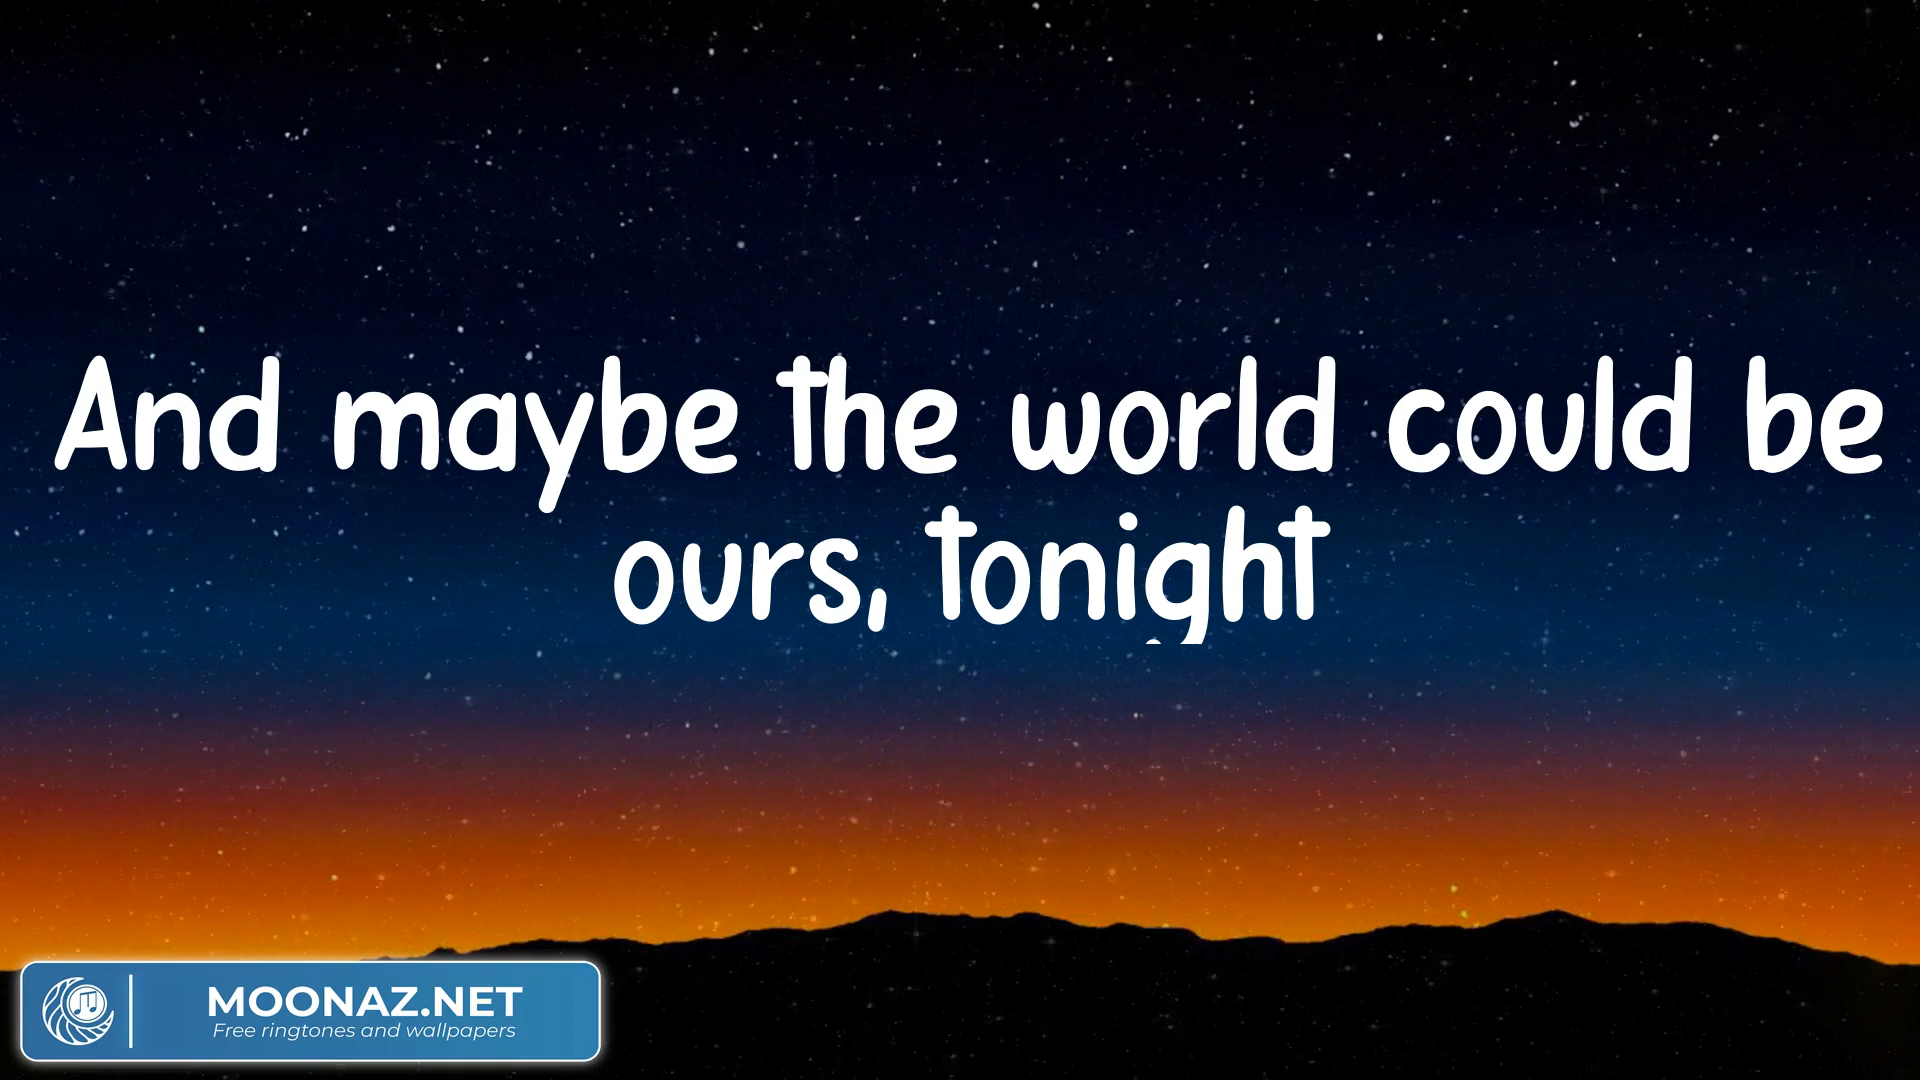 And maybe the world could be
ours, tonight
MOONAZ.NET
Free ringtones and wallpapers